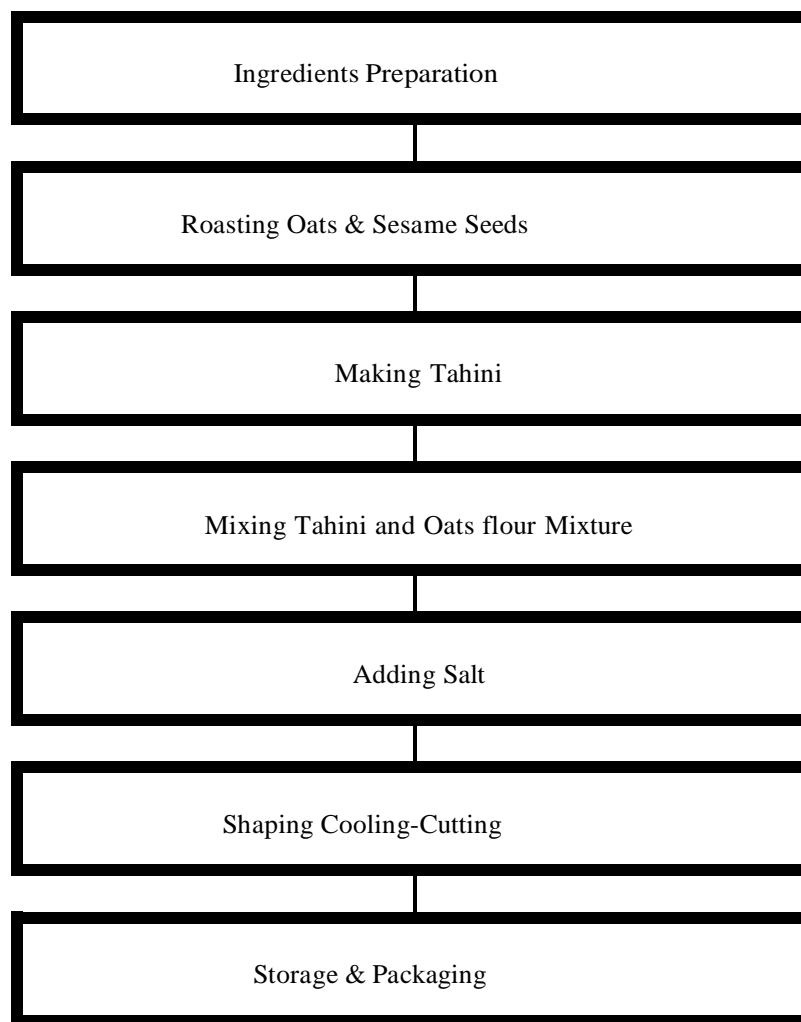 Ingredients Preparation
Roasting Oats & Sesame Seeds
Making Tahini
Mixing Tahini and Oats flour Mixture
Adding Salt
Shaping Cooling-Cutting
Storage & Packaging